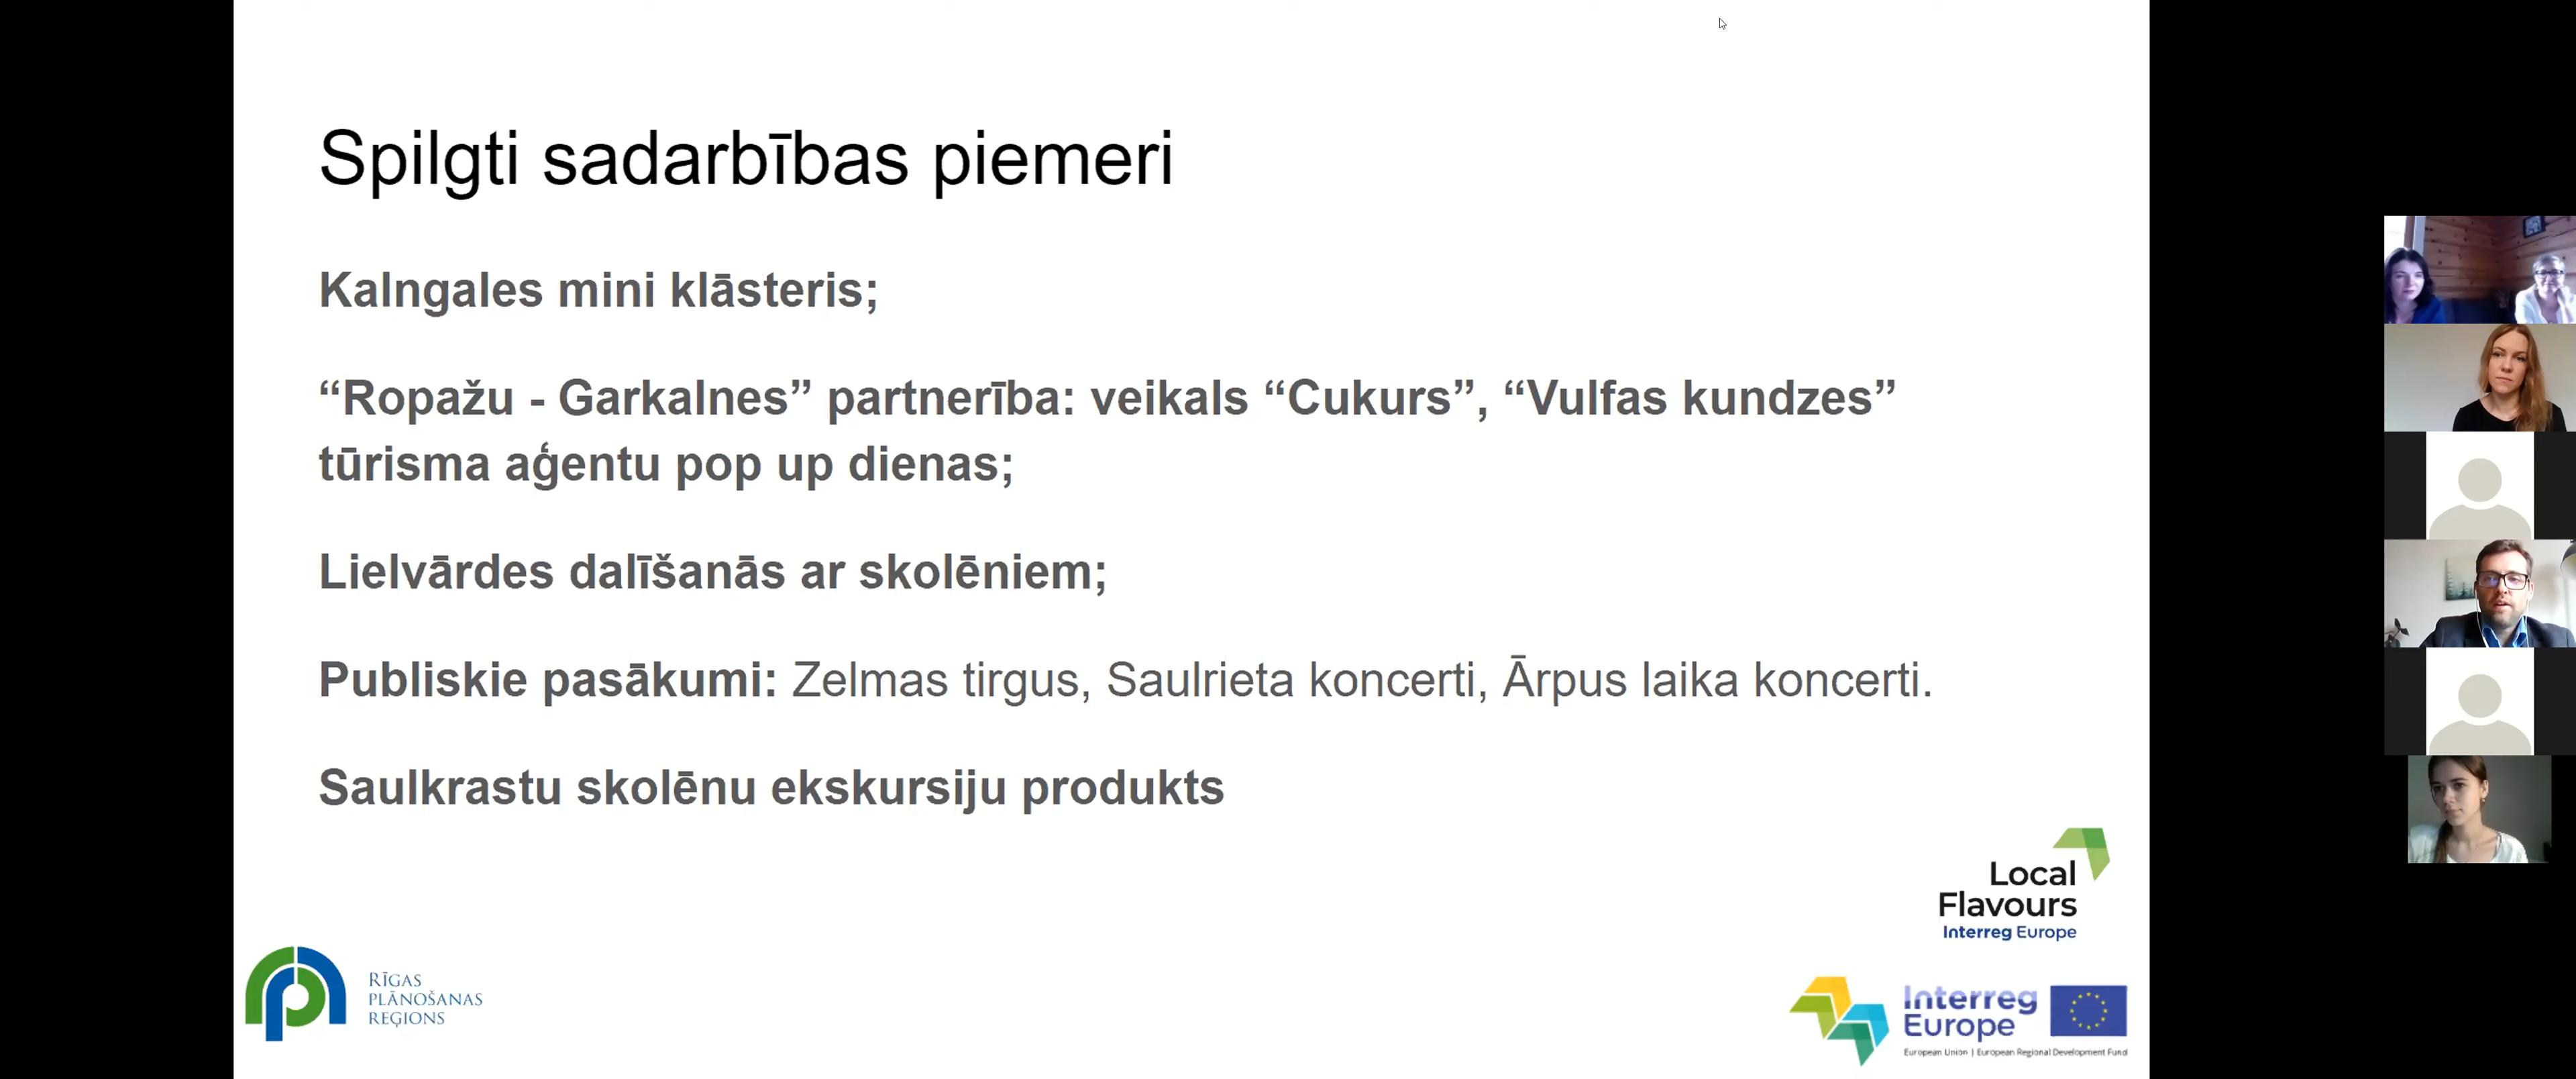 Spilgti sadarbības piemeri
Kalngales mini klāsteris;
“Ropažu - Garkalnes” partnerība: veikals “Cukurs”, “Vulfas kundzes”
tūrisma aģentu pop up dienas;
Lielvārdes dalīšanās ar skolēniem;
Publiskie pasākumi: Zelmas tirgus, Saulrieta koncerti, Ārpus laika koncerti.
Saulkrastu skolēnu ekskursiju produkts
Local
Flavours
Interreg Europe
RĪGAS
PLĀNOŠANAS
REĢIONS
Interreg
Europe
European Union | European Regional Development Fund